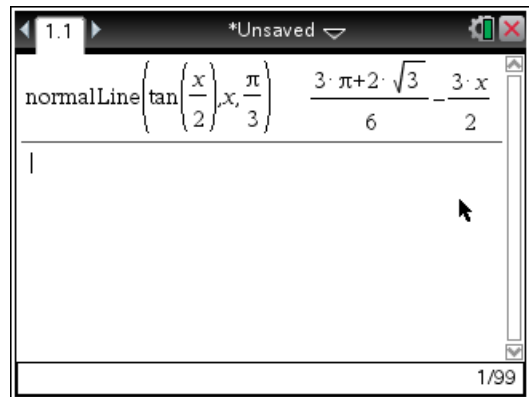 1.1 *Unsaved
normalLine(tan(x/2),x,π/3) (3·π+2·√3)/6 − 3·x/2
1/99